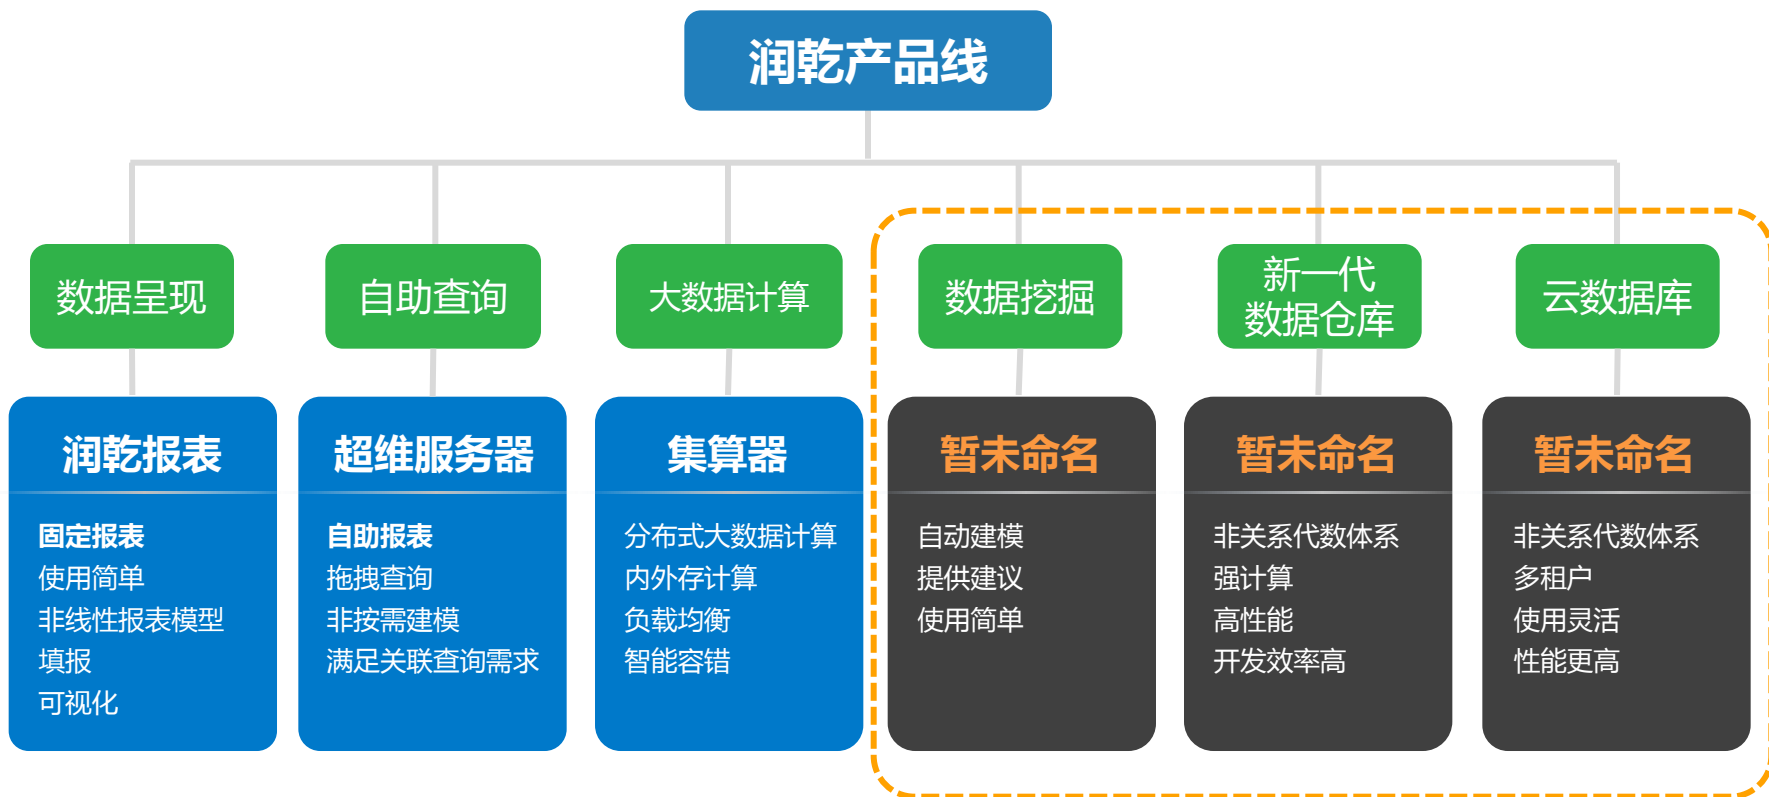 润乾产品线
数据呈现
自助查询
大数据计算
数据挖掘
新一代
数据仓库
云数据库
润乾报表
固定报表
使用简单
非线性报表模型
填报
可视化
超维服务器
自助报表
拖拽查询
非按需建模
满足关联查询需求
集算器
分布式大数据计算
内外存计算
负载均衡
智能容错
暂未命名
自动建模
提供建议
使用简单
暂未命名
非关系代数体系
强计算
高性能
开发效率高
暂未命名
非关系代数体系
多租户
使用灵活
性能更高